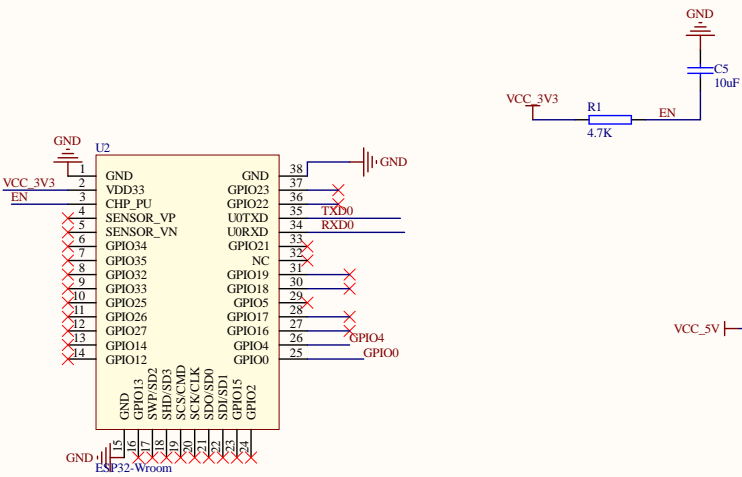 GND
C5
10uF
VCC_3V3
R1
EN
4.7K
U2
GND
1 GND GND 38 GND
VCC_3V3 2 VDD33 GPIO23 37
EN 3 CHP_PU GPIO22 36
4 SENSOR_VP U0TXD 35 TXD0
5 SENSOR_VN U0RXD 34 RXD0
6 GPIO34 GPIO21 33
7 GPIO35 NC 32
8 GPIO32 GPIO19 31
9 GPIO33 GPIO18 30
10 GPIO25 GPIO5 29
11 GPIO26 GPIO17 28
12 GPIO27 GPIO16 27
13 GPIO14 GPIO4 26 GPIO4
14 GPIO12 GPIO0 25 GPIO0
VCC_5V
GND
GPIO13
SWP/SD2
SHD/SD3
SCS/CMD
SCK/CLK
SDO/SD0
SDI/SD1
GPIO15
GPIO2
15 16 17 18 19 20 21 22 23 24
GND
ESP32-Wroom